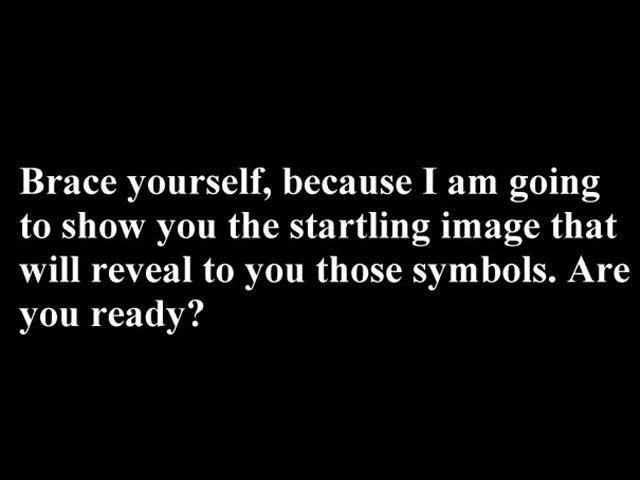 Brace yourself, because I am going
to show you the startling image that
will reveal to you those symbols. Are
you ready?